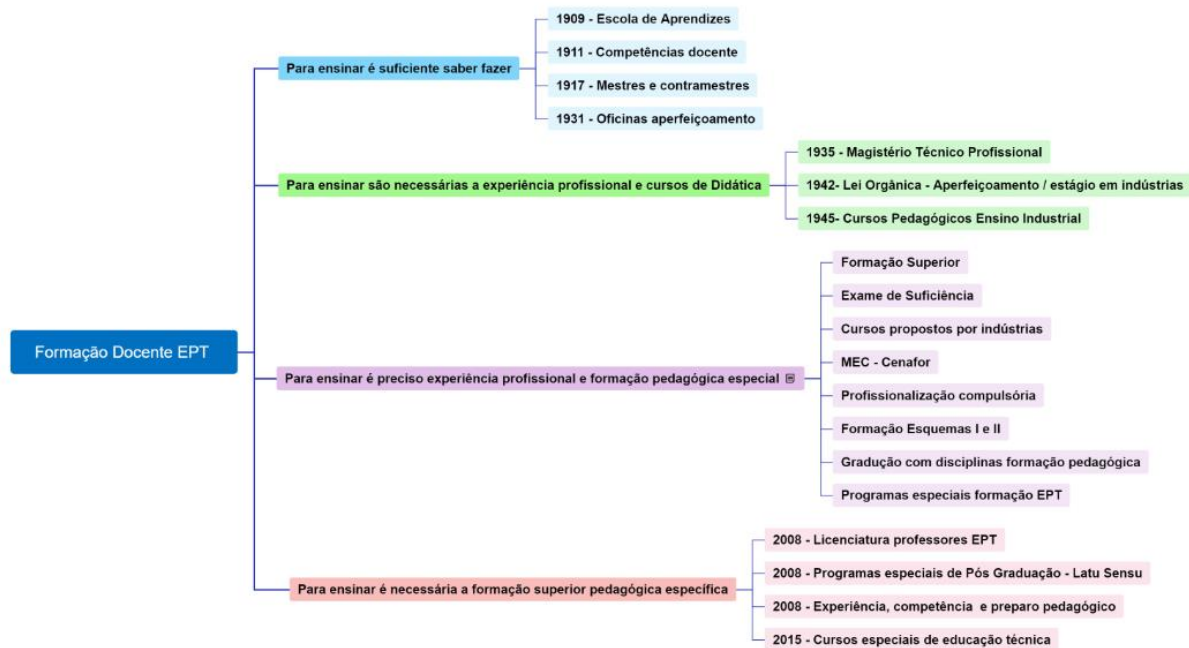 Formação Docente EPT
Para ensinar é suficiente saber fazer
1909 - Escola de Aprendizes
1911 - Competências docente
1917 - Mestres e contramestres
1931 - Oficinas aperfeiçoamento
Para ensinar são necessárias a experiência profissional e cursos de Didática
1935 - Magistério Técnico Profissional
1942- Lei Orgânica - Aperfeiçoamento / estágio em indústrias
1945- Cursos Pedagógicos Ensino Industrial
Para ensinar é preciso experiência profissional e formação pedagógica especial
Formação Superior
Exame de Suficiência
Cursos propostos por indústrias
MEC - Cenafor
Profissionalização compulsória
Formação Esquemas I e II
Gradução com disciplinas formação pedagógica
Programas especiais formação EPT
Para ensinar é necessária a formação superior pedagógica específica
2008 - Licenciatura professores EPT
2008 - Programas especiais de Pós Graduação - Latu Sensu
2008 - Experiência, competência e preparo pedagógico
2015 - Cursos especiais de educação técnica